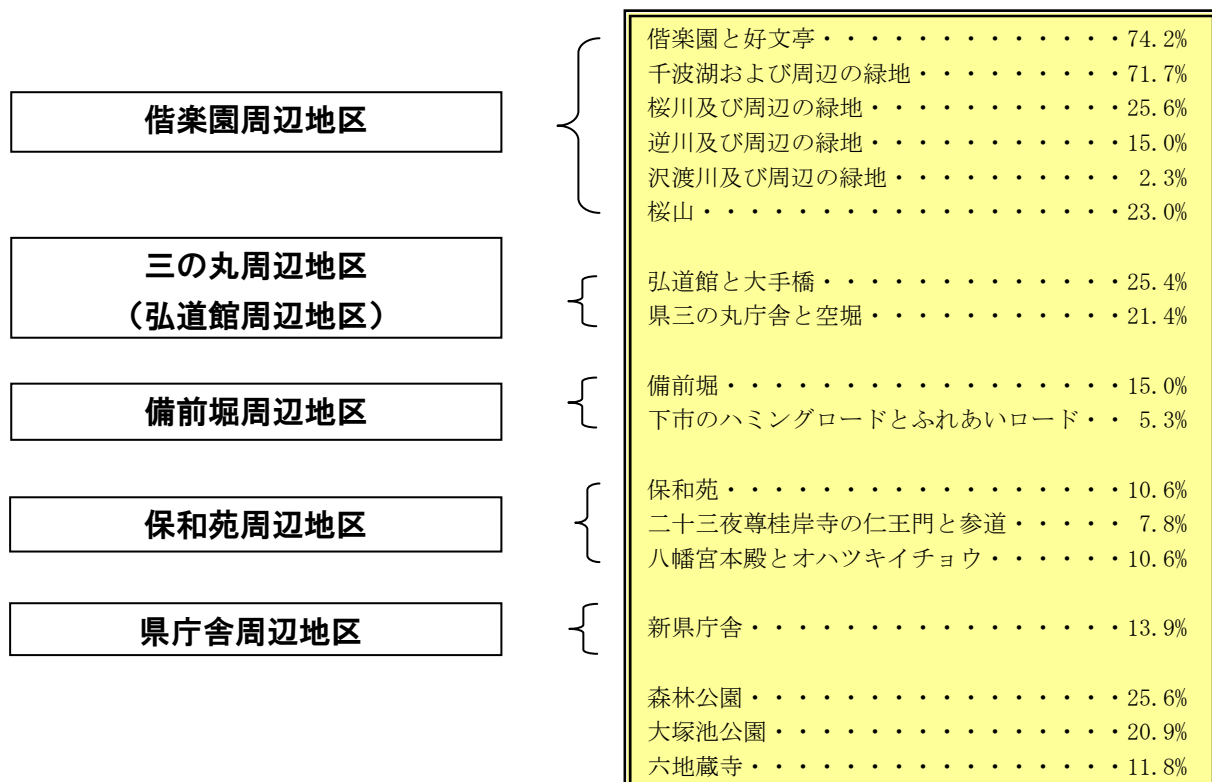 偕楽園周辺地区
偕楽園と好文亭・・・・・・・・・・・・・74.2%
千波湖および周辺の緑地・・・・・・・・・71.7%
桜川及び周辺の緑地・・・・・・・・・・・25.6%
逆川及び周辺の緑地・・・・・・・・・・・15.0%
沢渡川及び周辺の緑地・・・・・・・・・・ 2.3%
桜山・・・・・・・・・・・・・・・・・・23.0%
三の丸周辺地区
（弘道館周辺地区）
弘道館と大手橋・・・・・・・・・・・・・25.4%
県三の丸庁舎と空堀・・・・・・・・・・・21.4%
備前堀周辺地区
備前堀・・・・・・・・・・・・・・・・・15.0%
下市のハミングロードとふれあいロード・・ 5.3%
保和苑周辺地区
保和苑・・・・・・・・・・・・・・・・・10.6%
二十三夜尊桂岸寺の仁王門と参道・・・・・ 7.8%
八幡宮本殿とオハツキイチョウ・・・・・・10.6%
県庁舎周辺地区
新県庁舎・・・・・・・・・・・・・・・・13.9%
森林公園・・・・・・・・・・・・・・・・25.6%
大塚池公園・・・・・・・・・・・・・・・20.9%
六地蔵寺・・・・・・・・・・・・・・・・11.8%